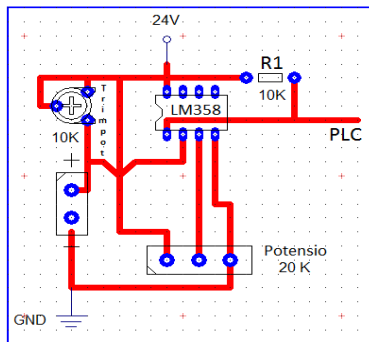 24V
R1
10K
Trimpot
LM358
10K
PLC
+
Potensio
20 K
−
GND